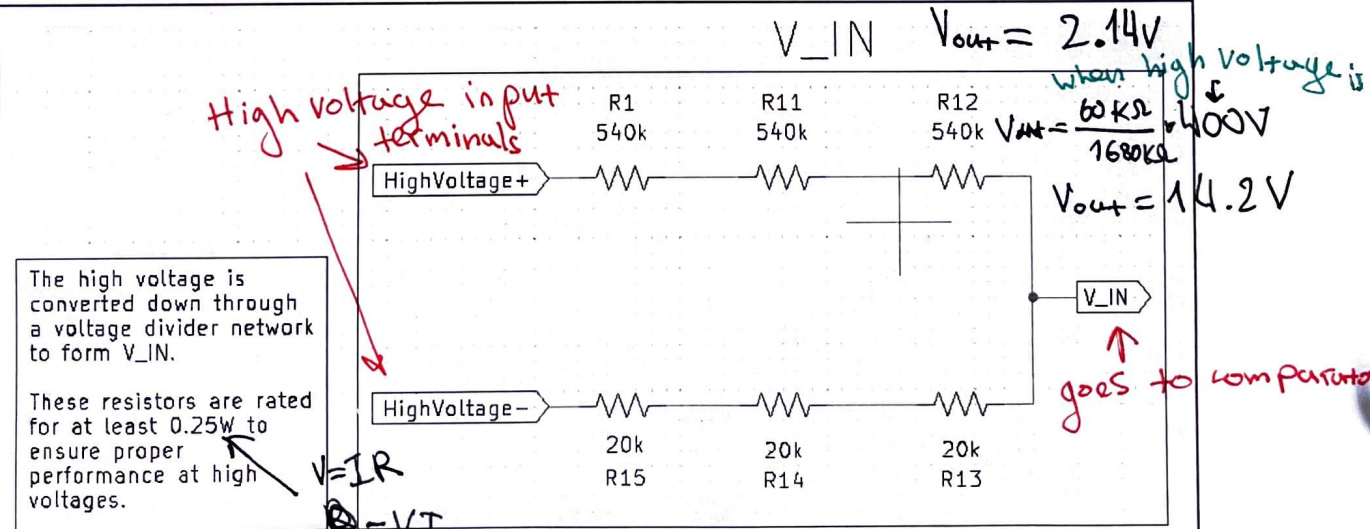 V_IN Vout = 2.14V
when high voltage is
High voltage input
terminals
R1 R11 R12
540k 540k 540k
Vout = 60KΩ / 1680KΩ · 400V
Vout = 14.2V
HighVoltage+
The high voltage is
converted down through
a voltage divider network
to form V_IN.
V_IN
These resistors are rated
for at least 0.25W to
ensure proper
performance at high
voltages.
HighVoltage-
goes to comparato
20k 20k 20k
R15 R14 R13
V=IR
=VI